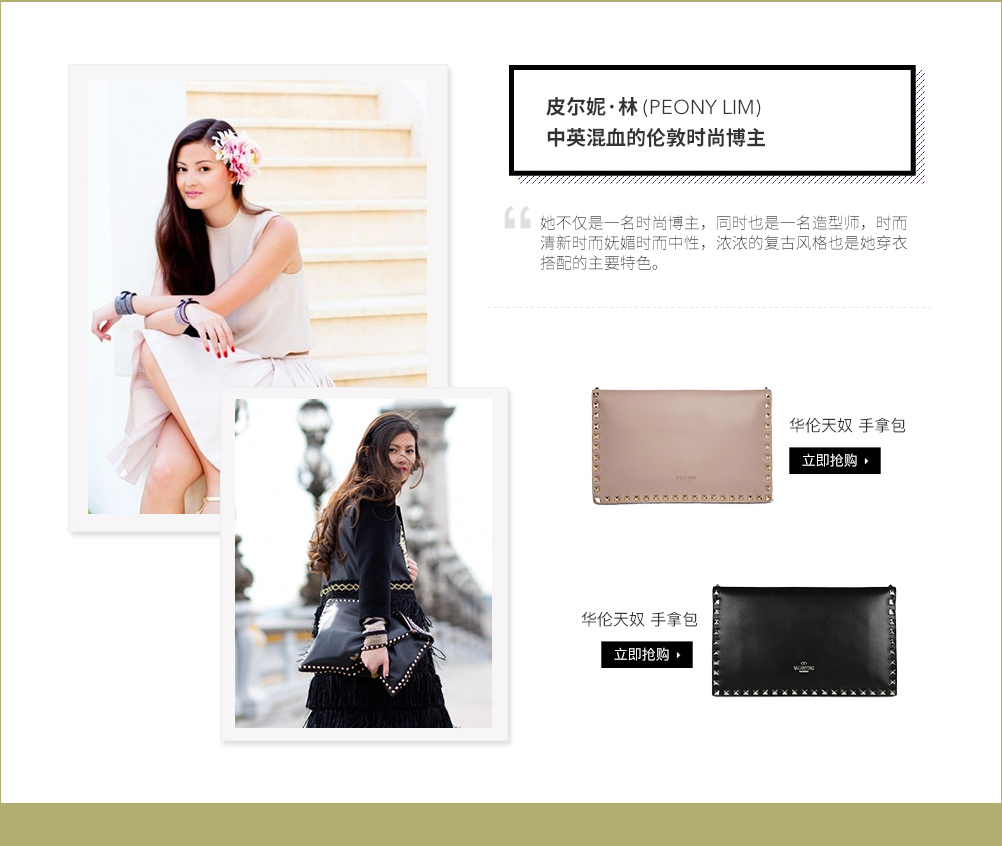 皮尔妮·林 (PEONY LIM)
中英混血的伦敦时尚博主
“ 她不仅是一名时尚博主，同时也是一名造型师，时而
清新时而妩媚时而中性，浓浓的复古风格也是她穿衣
搭配的主要特色。
华伦天奴 手拿包
立即抢购
华伦天奴 手拿包
立即抢购
VALENTINO